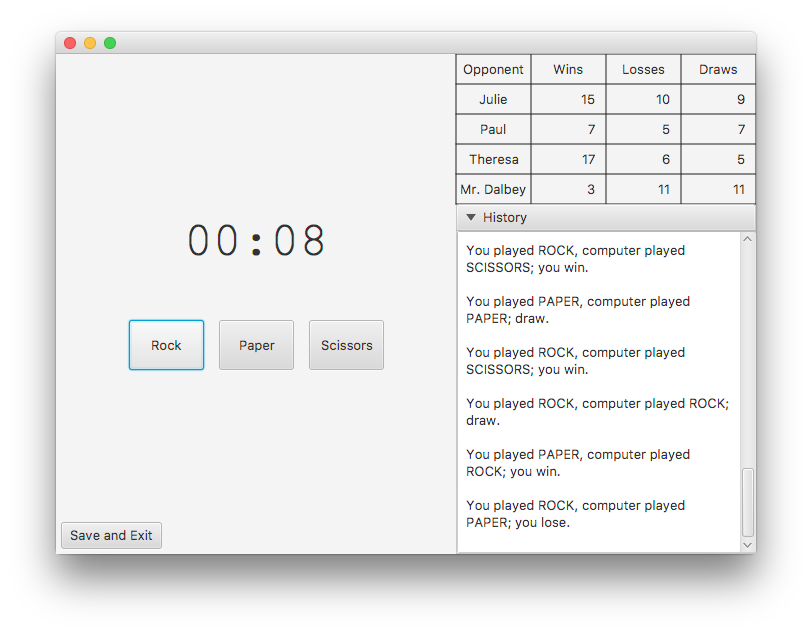 00:08
Rock Paper Scissors
Save and Exit
Opponent Wins Losses Draws
Julie 15 10 9
Paul 7 5 7
Theresa 17 6 5
Mr. Dalbey 3 11 11
History
You played ROCK, computer played
SCISSORS; you win.
You played PAPER, computer played
PAPER; draw.
You played ROCK, computer played
SCISSORS; you win.
You played ROCK, computer played ROCK;
draw.
You played PAPER, computer played
ROCK; you win.
You played ROCK, computer played
PAPER; you lose.